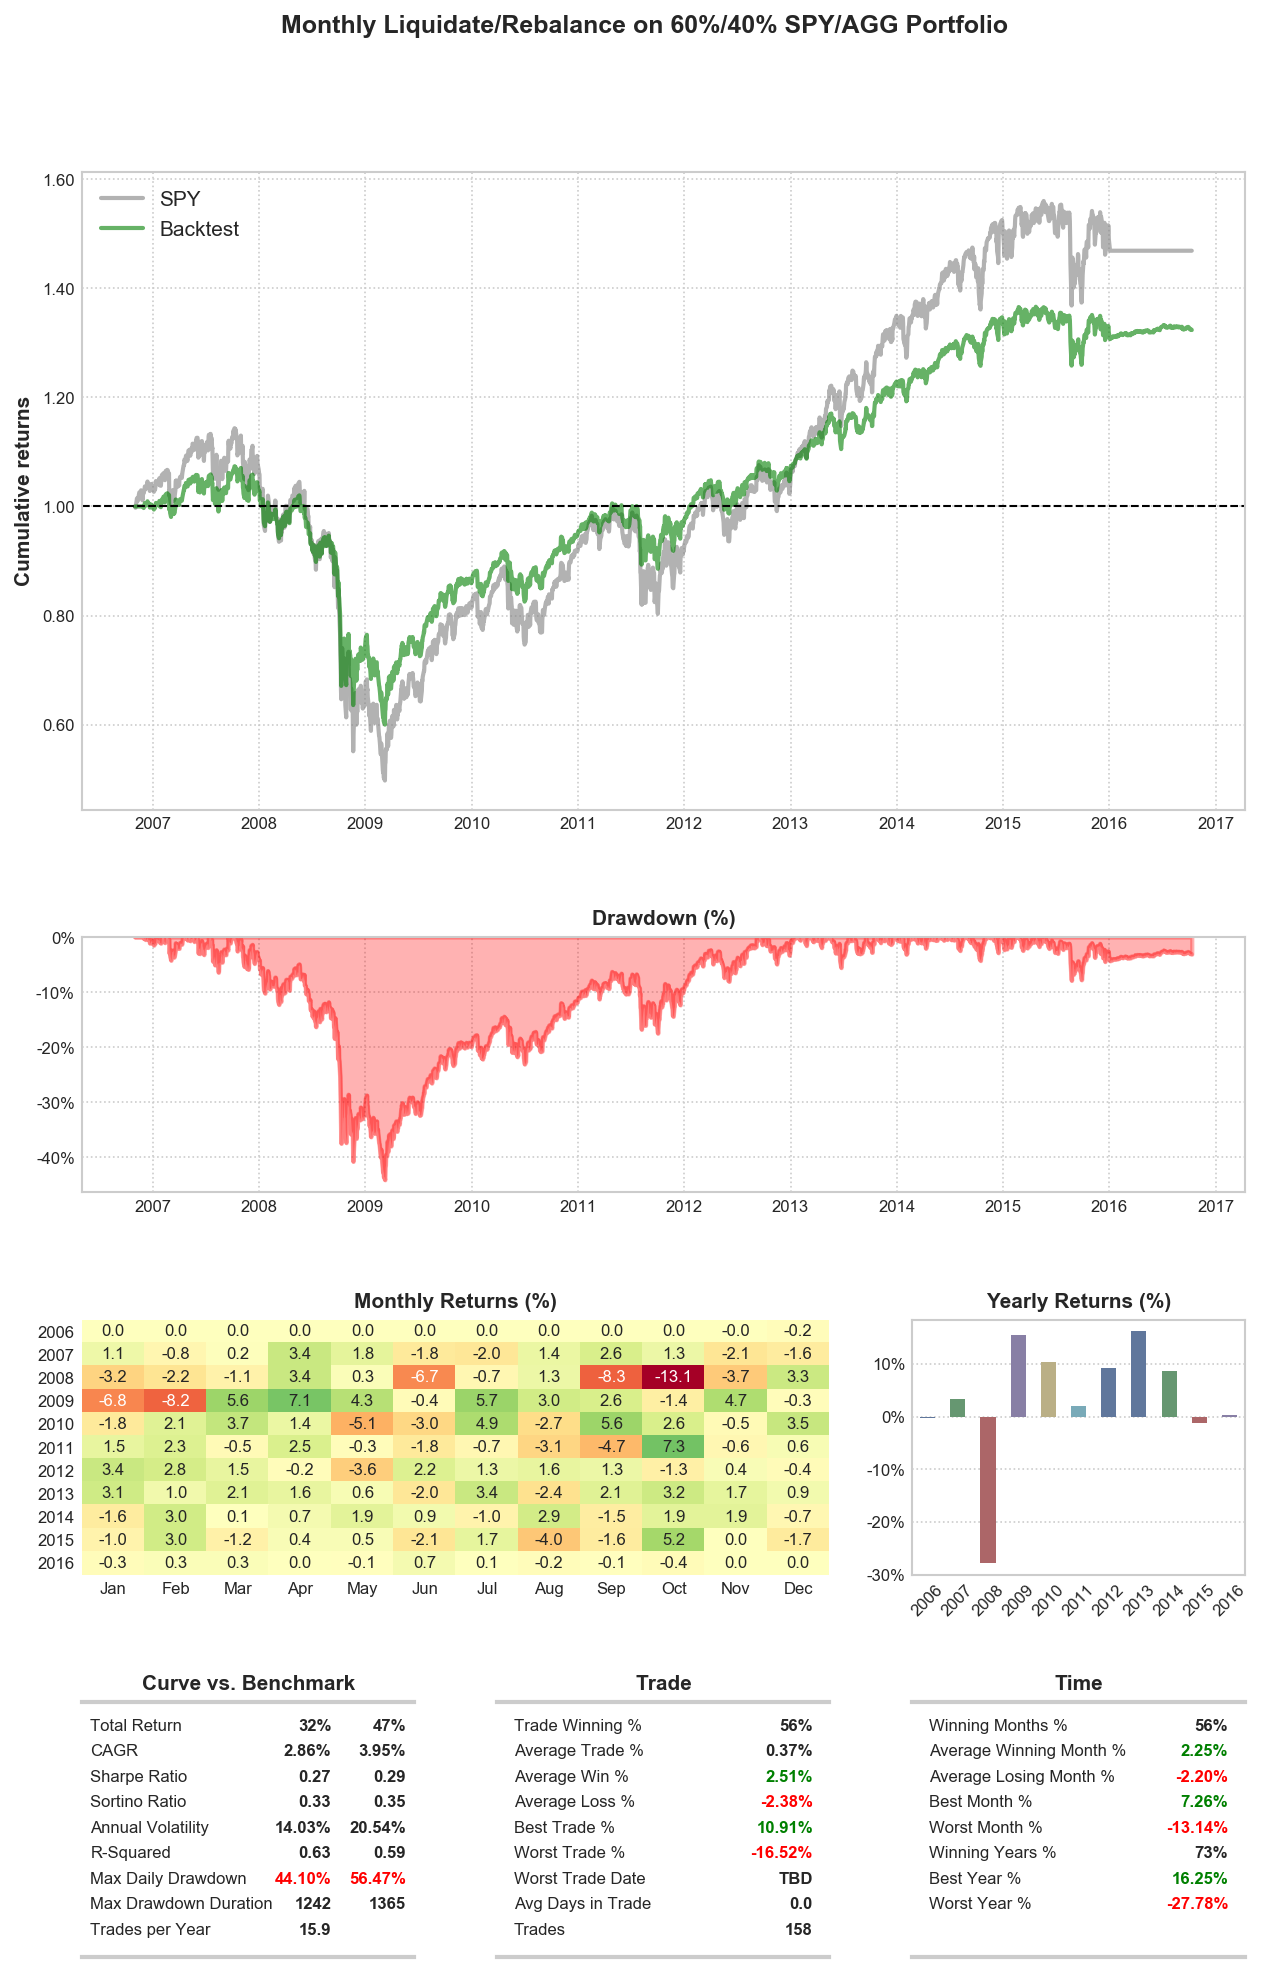 Monthly Liquidate/Rebalance on 60%/40% SPY/AGG Portfolio
SPY
Backtest
Cumulative returns
1.60
1.40
1.20
1.00
0.80
0.60
2007 2008 2009 2010 2011 2012 2013 2014 2015 2016 2017
Drawdown (%)
0%
-10%
-20%
-30%
-40%
2007 2008 2009 2010 2011 2012 2013 2014 2015 2016 2017
Monthly Returns (%)
2006 0.0 0.0 0.0 0.0 0.0 0.0 0.0 0.0 0.0 0.0 -0.0 -0.2
2007 1.1 -0.8 0.2 3.4 1.8 -1.8 -2.0 1.4 2.6 1.3 -2.1 -1.6
2008 -3.2 -2.2 -1.1 3.4 0.3 -6.7 -0.7 1.3 -8.3 -13.1 -3.7 3.3
2009 -6.8 -8.2 5.6 7.1 4.3 -0.4 5.7 3.0 2.6 -1.4 4.7 -0.3
2010 -1.8 2.1 3.7 1.4 -5.1 -3.0 4.9 -2.7 5.6 2.6 -0.5 3.5
2011 1.5 2.3 -0.5 2.5 -0.3 -1.8 -0.7 -3.1 -4.7 7.3 -0.6 0.6
2012 3.4 2.8 1.5 -0.2 -3.6 2.2 1.3 1.6 1.3 -1.3 0.4 -0.4
2013 3.1 1.0 2.1 1.6 0.6 -2.0 3.4 -2.4 2.1 3.2 1.7 0.9
2014 -1.6 3.0 0.1 0.7 1.9 0.9 -1.0 2.9 -1.5 1.9 1.9 -0.7
2015 -1.0 3.0 -1.2 0.4 0.5 -2.1 1.7 -4.0 -1.6 5.2 0.0 -1.7
2016 -0.3 0.3 0.3 0.0 -0.1 0.7 0.1 -0.2 -0.1 -0.4 0.0 0.0
Jan Feb Mar Apr May Jun Jul Aug Sep Oct Nov Dec
Yearly Returns (%)
10%
0%
-10%
-20%
-30%
2006 2007 2008 2009 2010 2011 2012 2013 2014 2015 2016
Curve vs. Benchmark
Total Return 32% 47%
CAGR 2.86% 3.95%
Sharpe Ratio 0.27 0.29
Sortino Ratio 0.33 0.35
Annual Volatility 14.03% 20.54%
R-Squared 0.63 0.59
Max Daily Drawdown 44.10% 56.47%
Max Drawdown Duration 1242 1365
Trades per Year 15.9
Trade
Trade Winning % 56%
Average Trade % 0.37%
Average Win % 2.51%
Average Loss % -2.38%
Best Trade % 10.91%
Worst Trade % -16.52%
Worst Trade Date TBD
Avg Days in Trade 0.0
Trades 158
Time
Winning Months % 56%
Average Winning Month % 2.25%
Average Losing Month % -2.20%
Best Month % 7.26%
Worst Month % -13.14%
Winning Years % 73%
Best Year % 16.25%
Worst Year % -27.78%